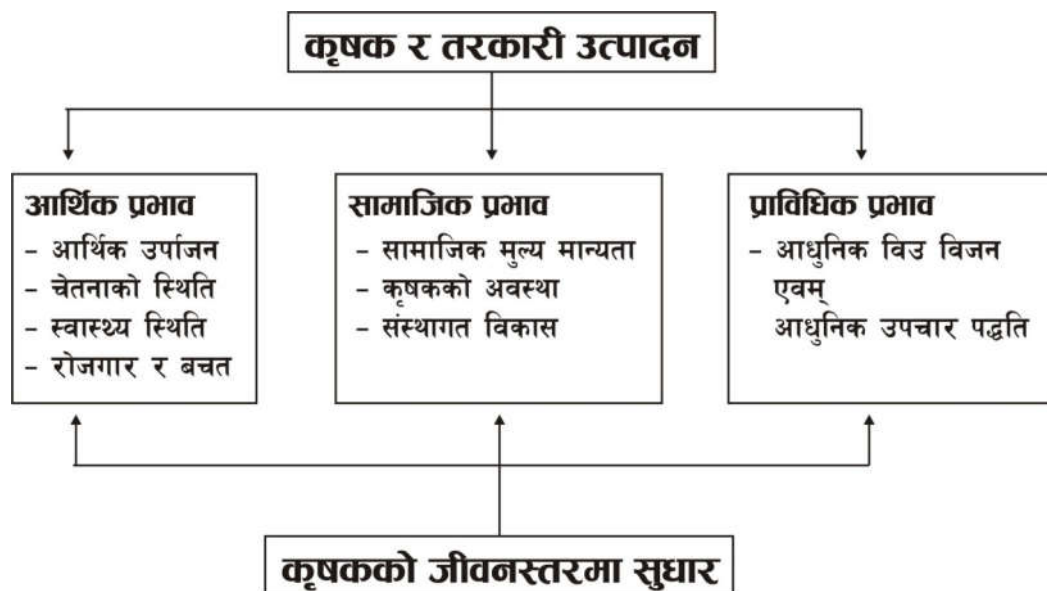 कृषक र तरकारी उत्पादन
आर्थिक प्रभाव
– आर्थिक उर्पाजन
– चेतनाको स्थिति
– स्वास्थ्य स्थिति
– रोजगार र बचत
सामाजिक प्रभाव
– सामाजिक मुल्य मान्यता
– कृषकको अवस्था
– संस्थागत विकास
प्राविधिक प्रभाव
– आधुनिक विउ विजन
एवम्
आधुनिक उपचार पद्धति
कृषकको जीवनस्तरमा सुधार